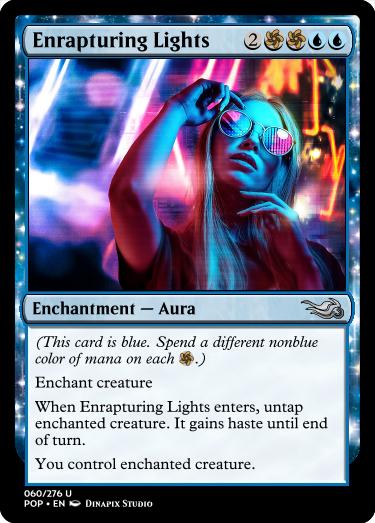 Enrapturing Lights 2
Enchantment — Aura
(This card is blue. Spend a different nonblue
color of mana on each .)
Enchant creature
When Enrapturing Lights enters, untap
enchanted creature. It gains haste until end
of turn.
You control enchanted creature.
060/276 U
POP • EN Dinapix Studio